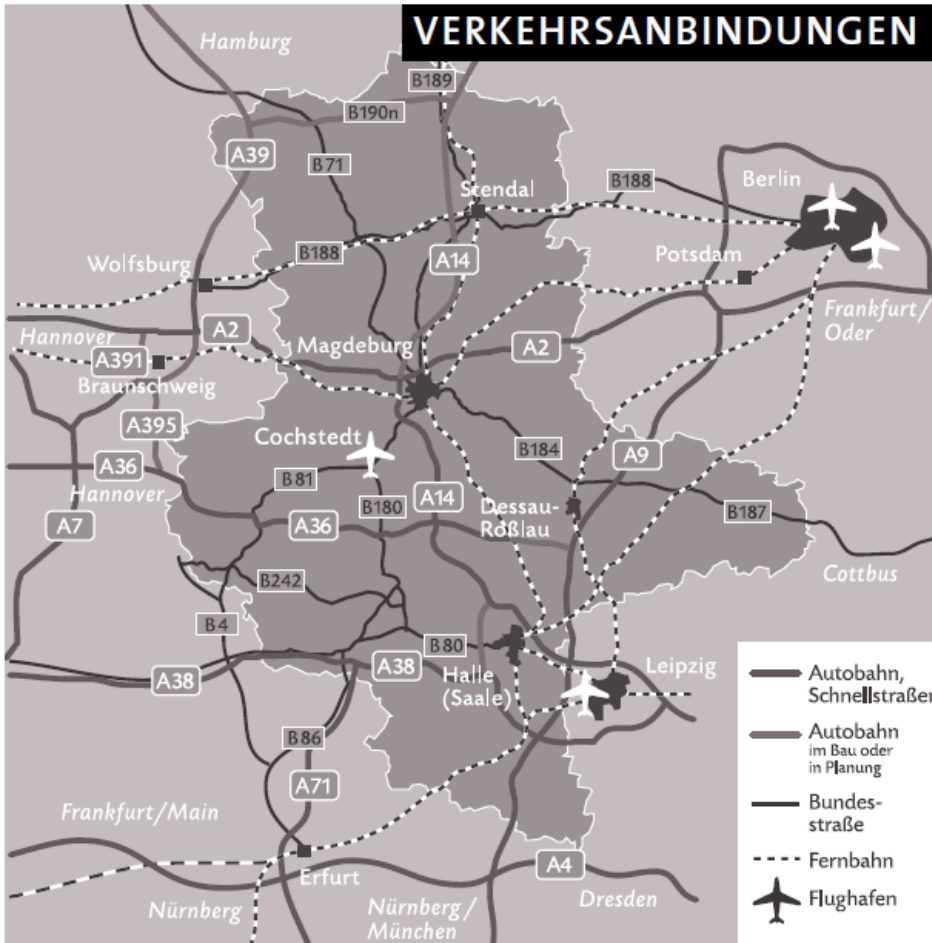 VERKEHRSANBINDUNGEN
Hamburg
B189
B190n
A39
B71
Stendal
B188
Berlin
Wolfsburg
B188
A14
Potsdam
Hannover
A2
Magdeburg
A2
Frankfurt/
Oder
A391
Braunschweig
A395
Cochstedt
B184
A9
A36
Hannover
B81
B180
A14
Dessau-
Roßlau
B187
A7
A36
Cottbus
B242
B4
B80
A38
A38
Halle
(Saale)
Leipzig
B86
A71
Frankfurt/Main
Erfurt
A4
Nürnberg
Nürnberg/
München
Dresden
Autobahn,
Schnellstraßen
Autobahn
im Bau oder
in Planung
Bundes-
straße
Fernbahn
Flughafen